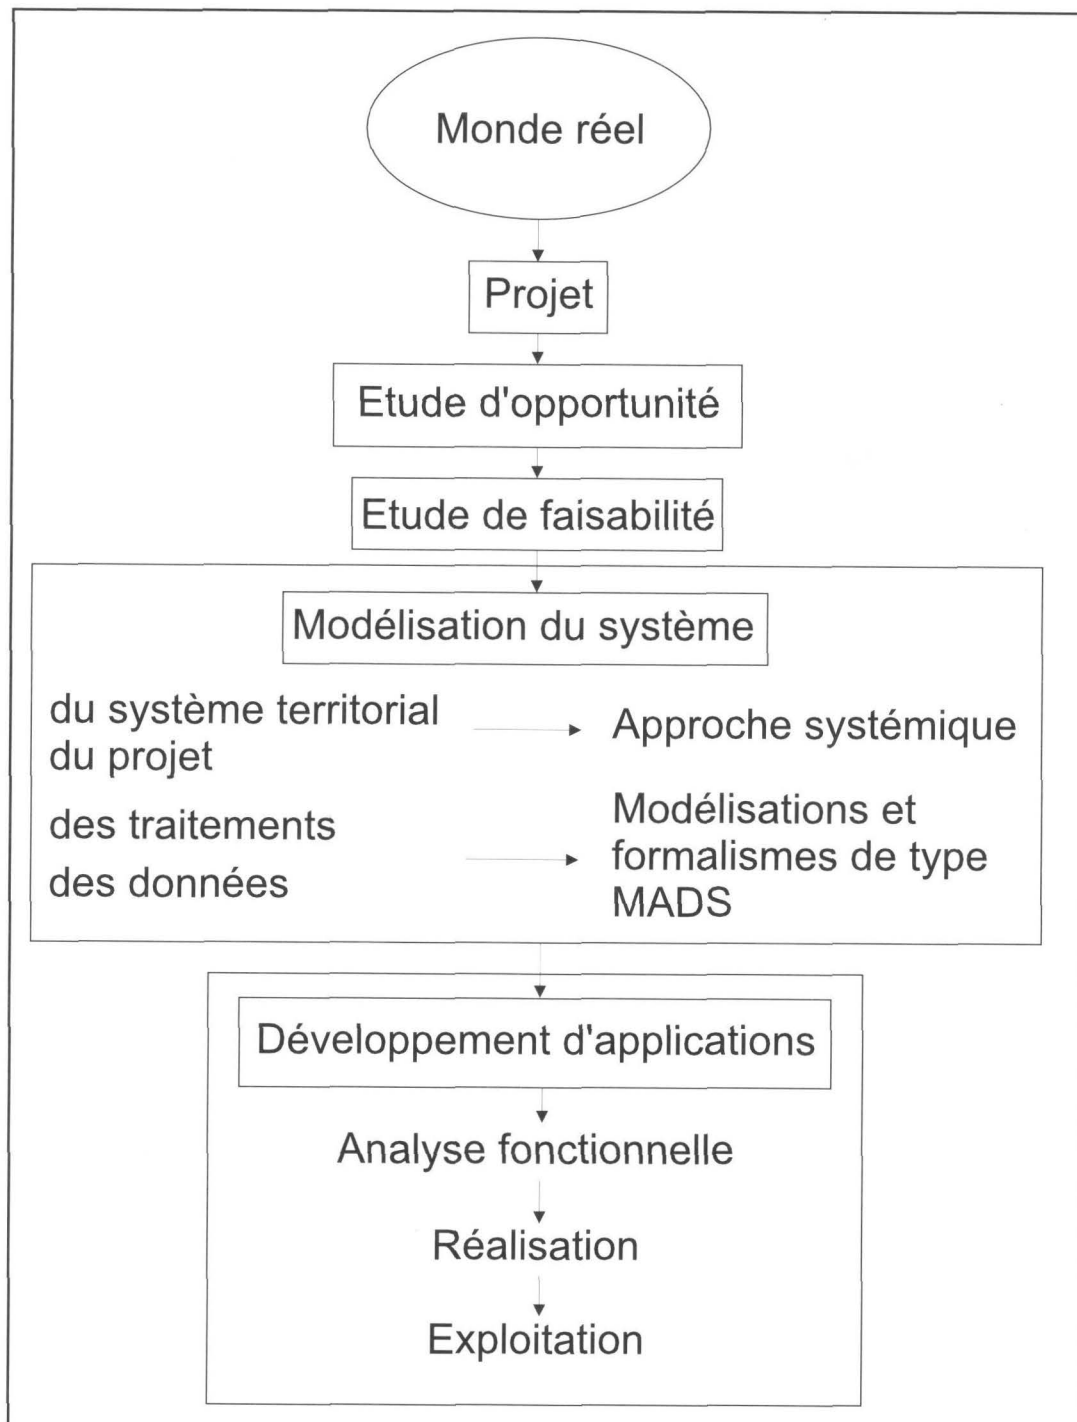 Monde réel
Projet
Etude d'opportunité
Etude de faisabilité
Modélisation du système
du système territorial
du projet
Approche systémique
des traitements
des données
Modélisations et
formalismes de type
MADS
Développement d'applications
Analyse fonctionnelle
Réalisation
Exploitation